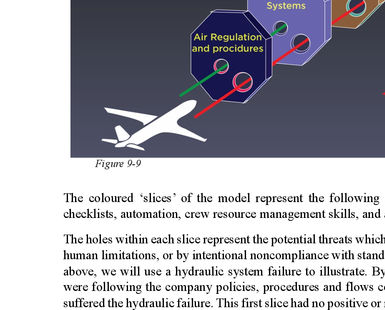 Systems
Air Regulation
and procidures
Figure 9-9
The coloured ‘slices’ of the model represent the following
checklists, automation, crew resource management skills, and
The holes within each slice represent the potential threats which
human limitations, or by intentional noncompliance with stand
above, we will use a hydraulic system failure to illustrate. By
were following the company policies, procedures and flows co
suffered the hydraulic failure. This first slice had no positive or